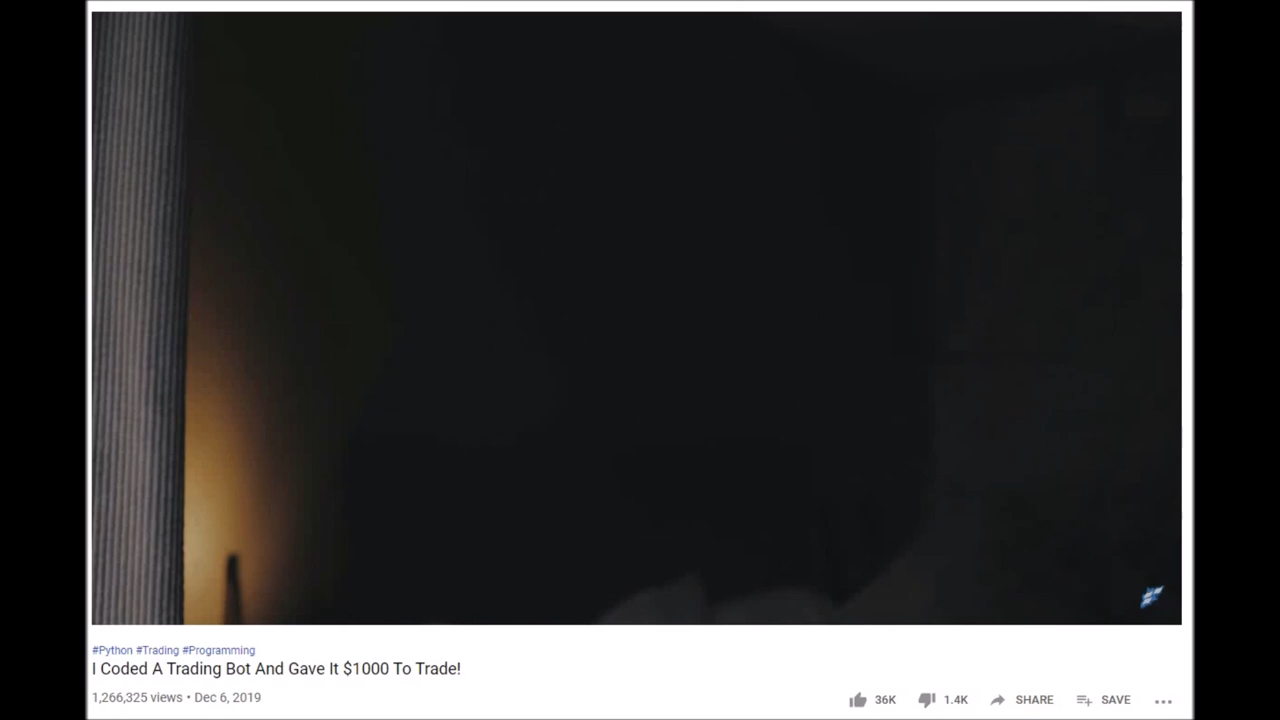 #Python #Trading #Programming
I Coded A Trading Bot And Gave It $1000 To Trade!
1,266,325 views • Dec 6, 2019
36K 1.4K SHARE SAVE